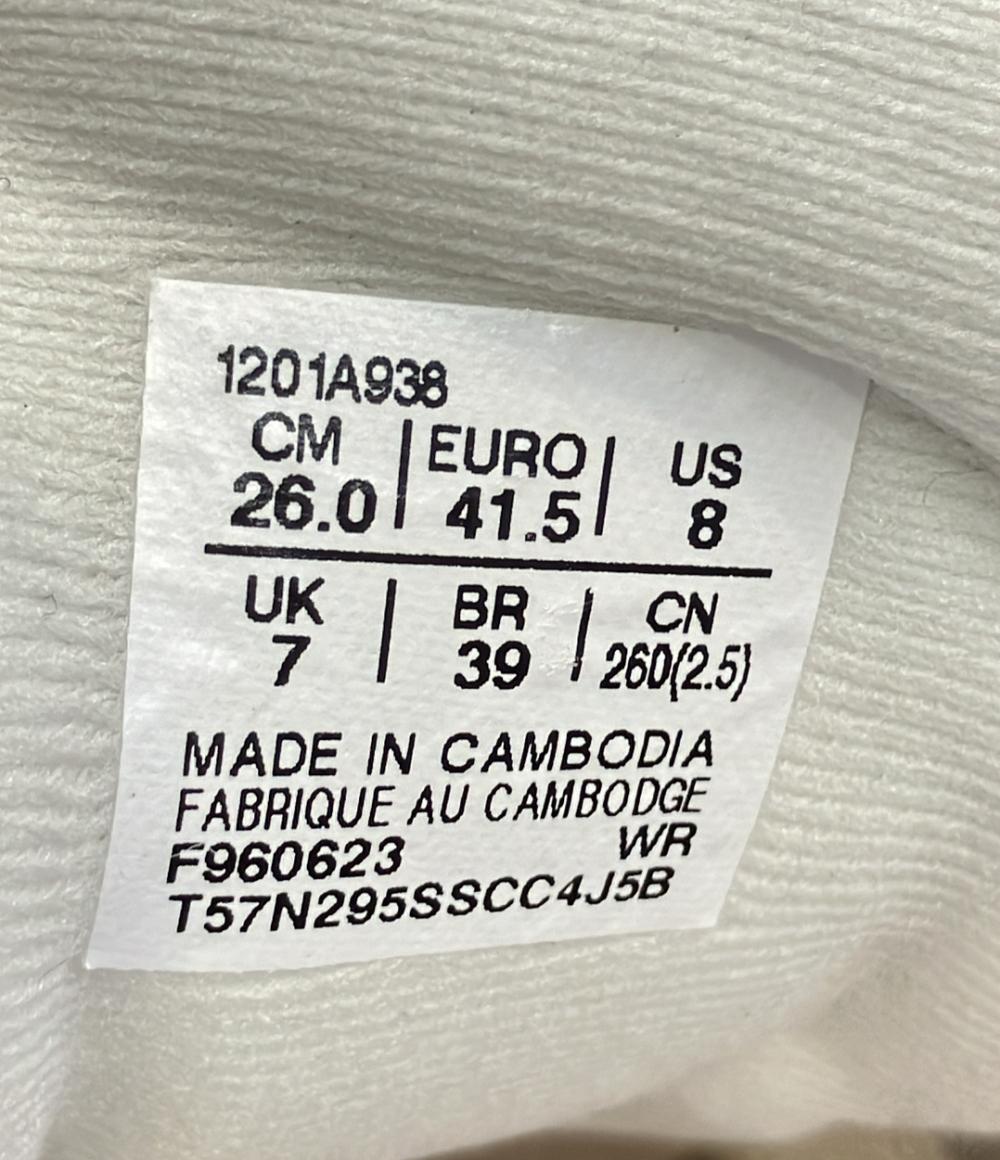 1201A938
CM | EURO | US
26.0 | 41.5 | 8
UK | BR | CN
7 | 39 | 260(2.5)
MADE IN CAMBODIA
FABRIQUE AU CAMBODGE
F960623 WR
T57N295SSCC4J5B